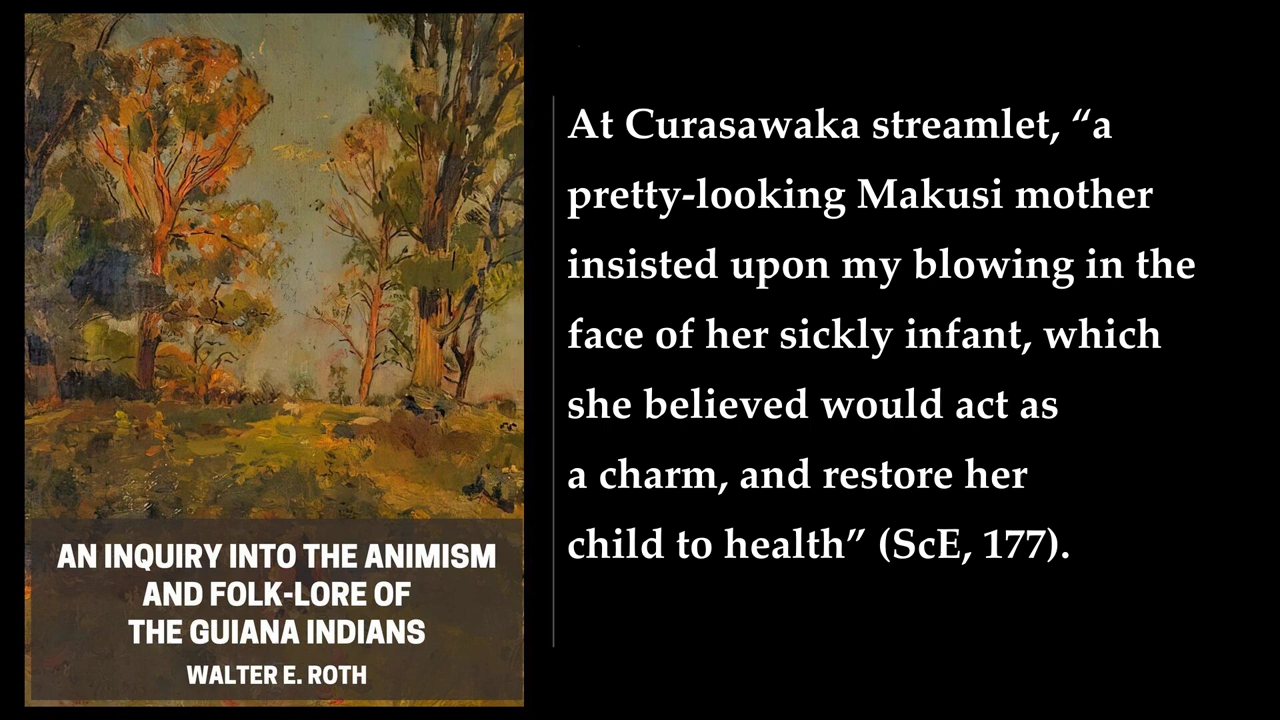 At Curasawaka streamlet, “a
pretty-looking Makusi mother
insisted upon my blowing in the
face of her sickly infant, which
she believed would act as
a charm, and restore her
child to health” (ScE, 177).
AN INQUIRY INTO THE ANIMISM
AND FOLK-LORE OF
THE GUIANA INDIANS
WALTER E. ROTH